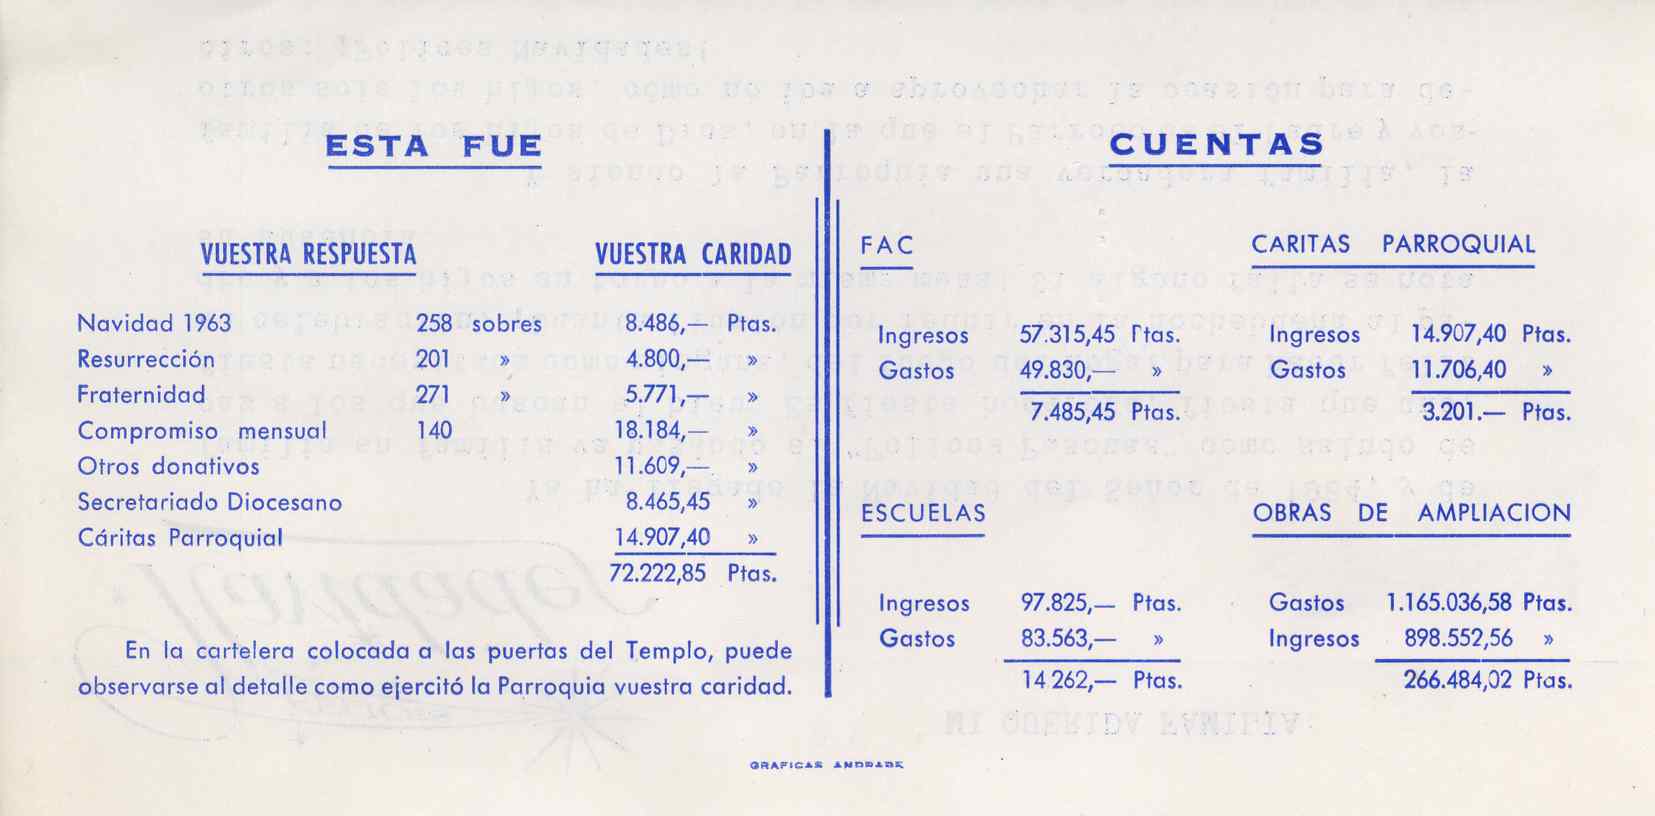 ESTA FUE
VUESTRA RESPUESTA VUESTRA CARIDAD
Navidad 1963 258 sobres 8.486,— Ptas.
Resurrección 201 » 4.800,— »
Fraternidad 271 » 5.771,— »
Compromiso mensual 140 18.184,— »
Otros donativos 11.609,— »
Secretariado Diocesano 8.465,45 »
Cáritas Parroquial 14.907,40 »
72.222,85 Ptas.
En la cartelera colocada a las puertas del Templo, puede
observarse al detalle como ejercitó la Parroquia vuestra caridad.
CUENTAS
FAC
Ingresos 57.315,45 Ptas.
Gastos 49.830,— »
7.485,45 Ptas.
CARITAS PARROQUIAL
Ingresos 14.907,40 Ptas.
Gastos 11.706,40 »
3.201.— Ptas.
ESCUELAS
Ingresos 97.825,— Ptas.
Gastos 83.563,— »
14 262,— Ptas.
OBRAS DE AMPLIACION
Gastos 1.165.036,58 Ptas.
Ingresos 898.552,56 »
266.484,02 Ptas.
GRAFICAS ANDRADE